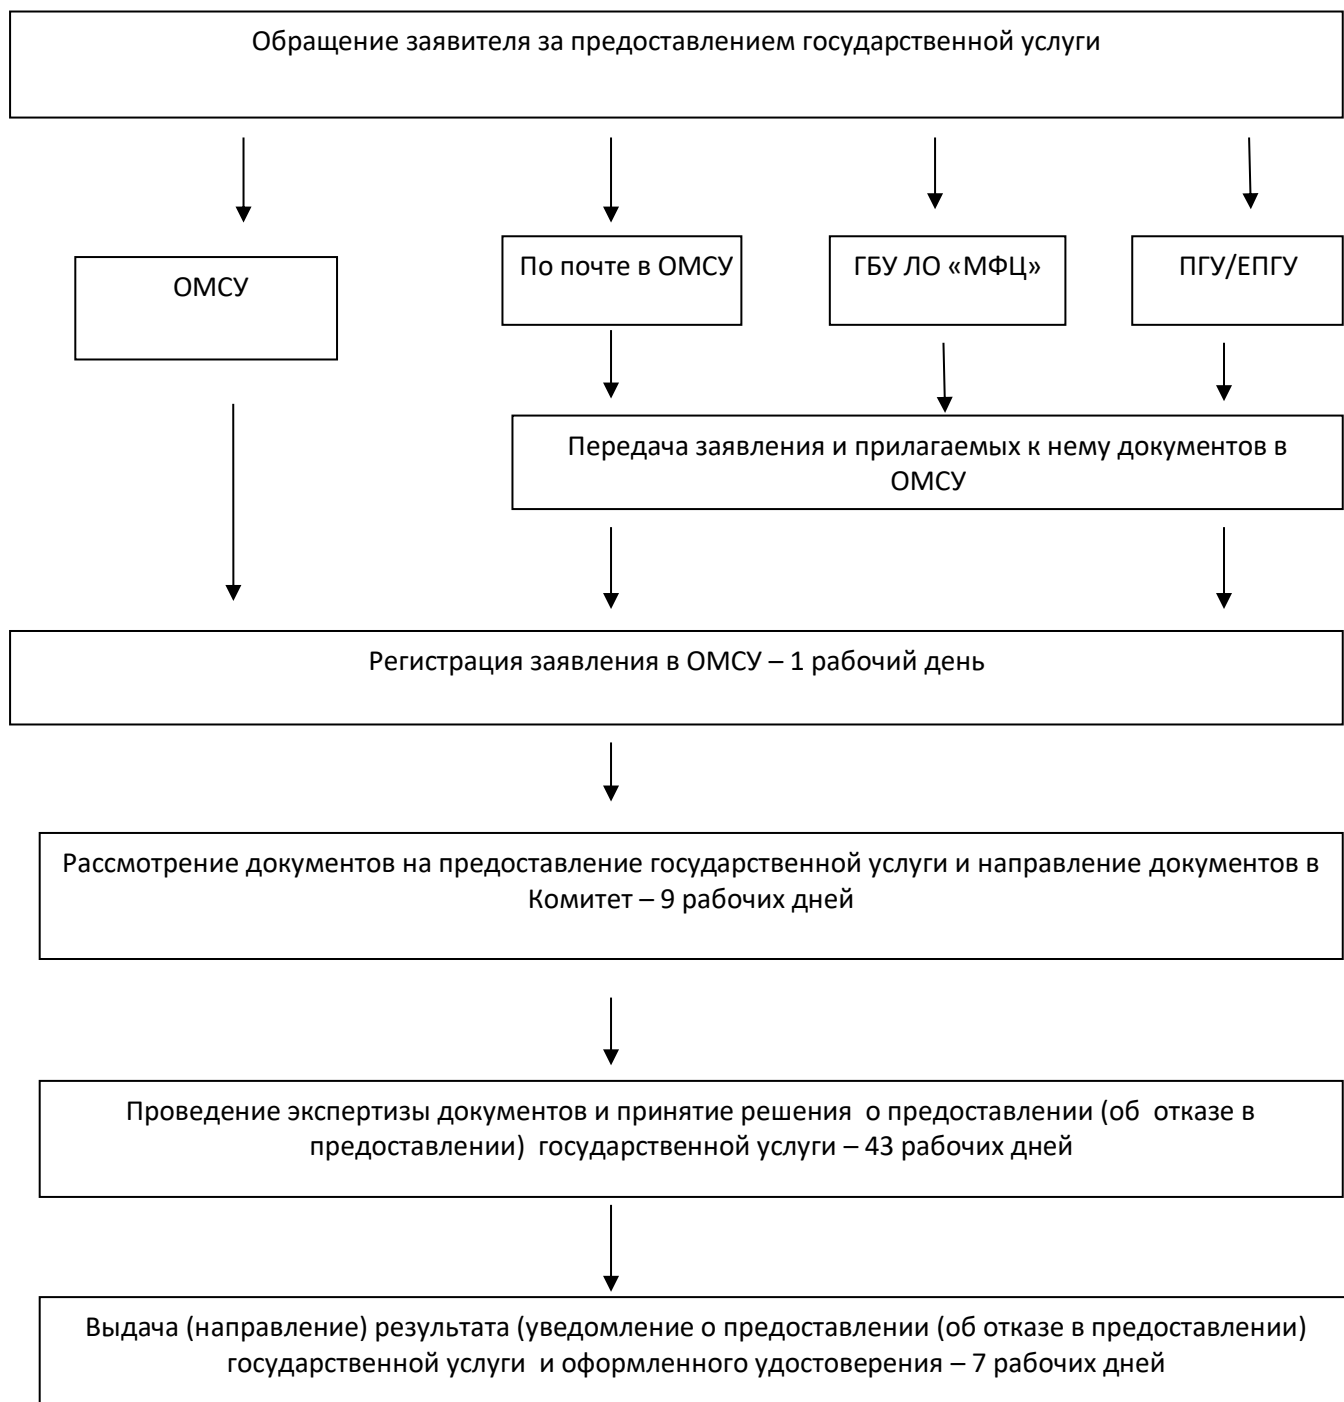 Обращение заявителя за предоставлением государственной услуги
ОМСУ
По почте в ОМСУ
ГБУ ЛО «МФЦ»
ПГУ/ЕПГУ
Передача заявления и прилагаемых к нему документов в
ОМСУ
Регистрация заявления в ОМСУ – 1 рабочий день
Рассмотрение документов на предоставление государственной услуги и направление документов в
Комитет – 9 рабочих дней
Проведение экспертизы документов и принятие решения о предоставлении (об отказе в
предоставлении) государственной услуги – 43 рабочих дней
Выдача (направление) результата (уведомление о предоставлении (об отказе в предоставлении)
государственной услуги и оформленного удостоверения – 7 рабочих дней